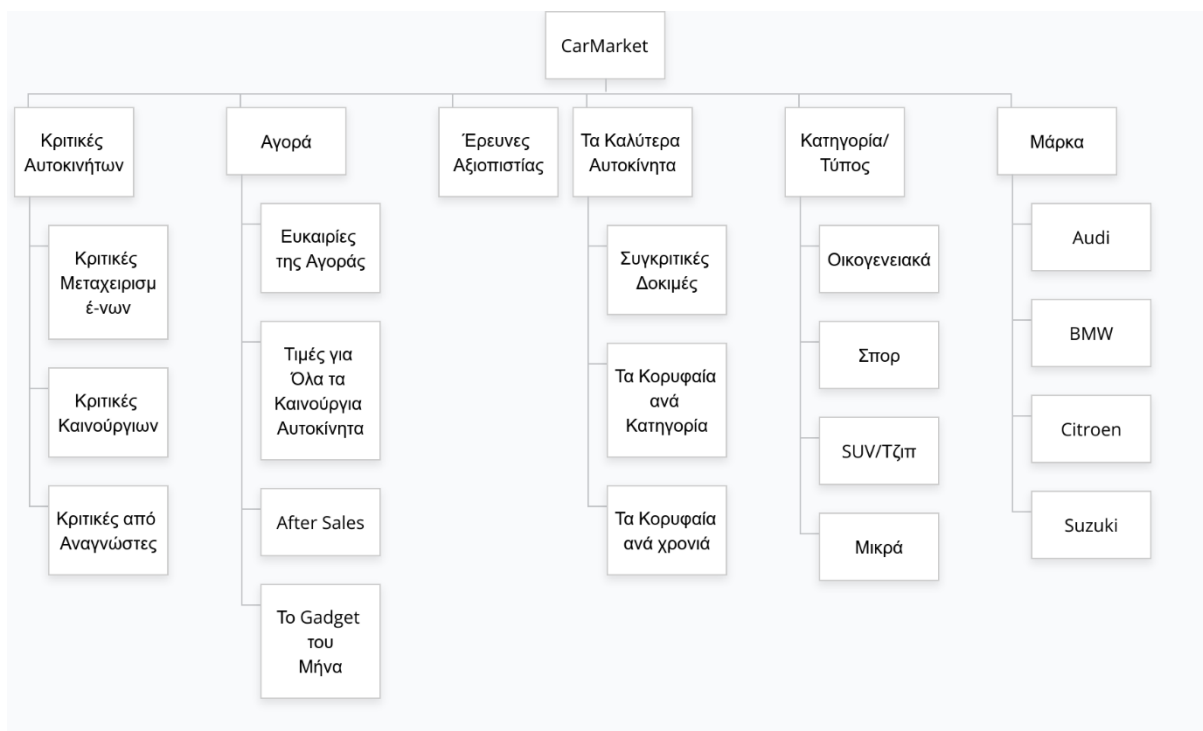 CarMarket
Κριτικές
Αυτοκινήτων
Κριτικές
Μεταχειρισμ
έ-νων
Κριτικές
Καινούργιων
Κριτικές από
Αναγνώστες
Αγορά
Ευκαιρίες
της Αγοράς
Τιμές για
Όλα τα
Καινούργια
Αυτοκίνητα
After Sales
Το Gadget
του
Μήνα
Έρευνες
Αξιοπιστίας
Τα Καλύτερα
Αυτοκίνητα
Συγκριτικές
Δοκιμές
Τα Κορυφαία
ανά
Κατηγορία
Τα Κορυφαία
ανά χρονιά
Κατηγορία/
Τύπος
Οικογενειακά
Σπορ
SUV/Τζιπ
Μικρά
Μάρκα
Audi
BMW
Citroen
Suzuki